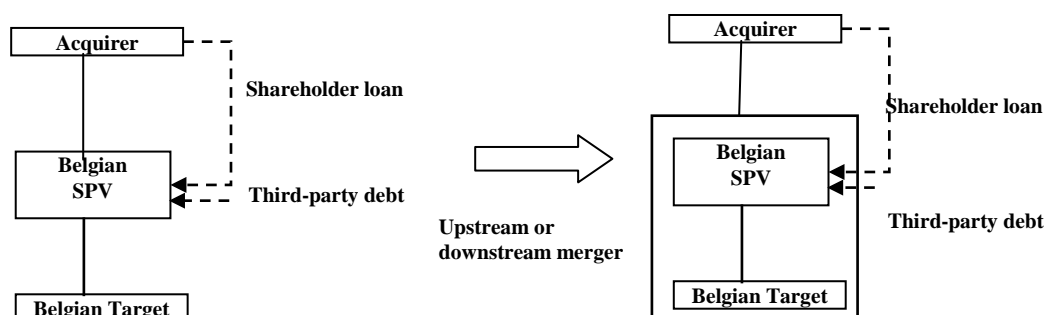 Acquirer
Shareholder loan
Belgian
SPV
Third-party debt
Belgian Target
Upstream or
downstream merger
Acquirer
Shareholder loan
Belgian
SPV
Third-party debt
Belgian Target